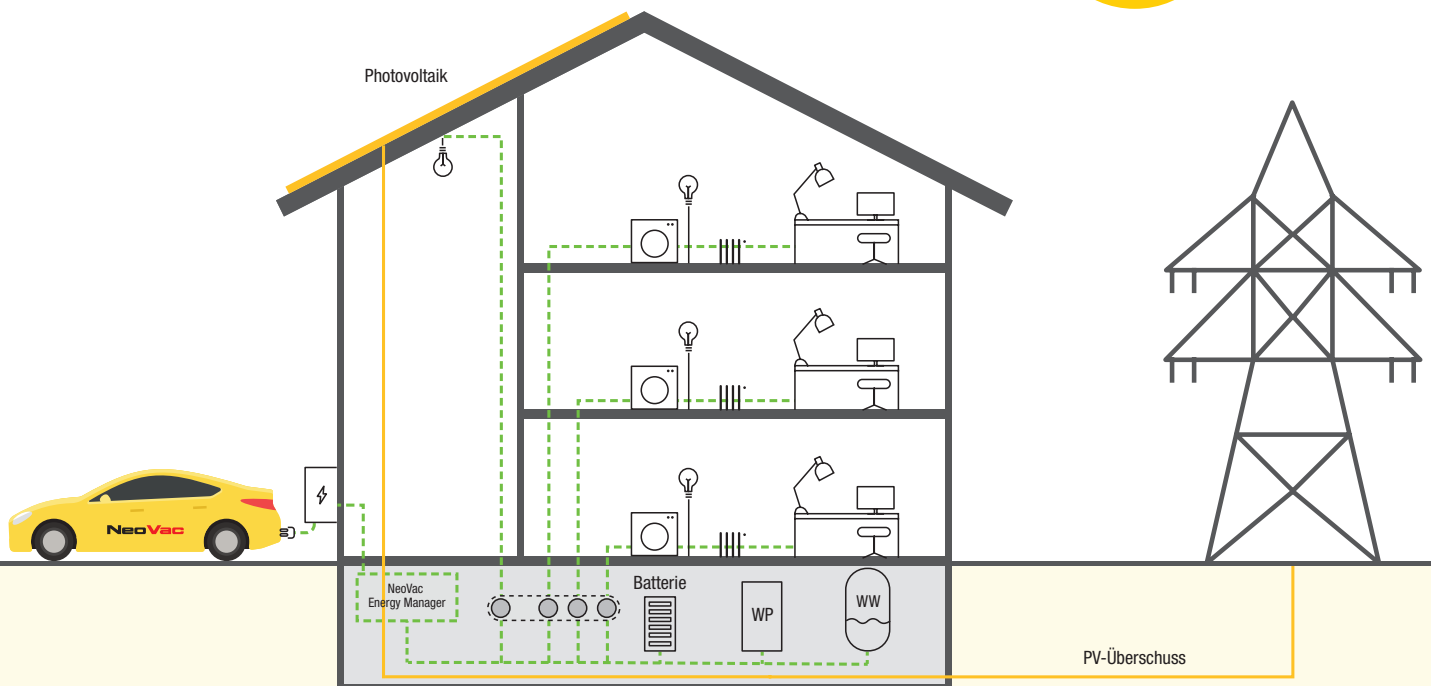 Photovoltaik
NeoVac
NeoVac
Energy Manager
Batterie
WP
WW
PV-Überschuss